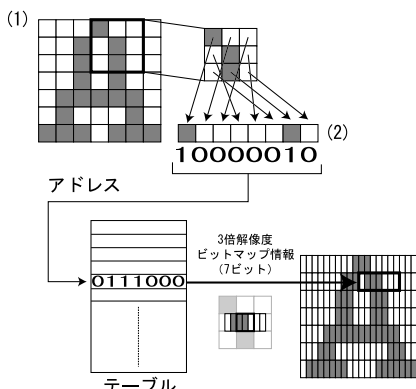 (1)
(2)
10000010
アドレス
3倍解像度
ビットマップ情報
(7ビット)
0111000
テーブル